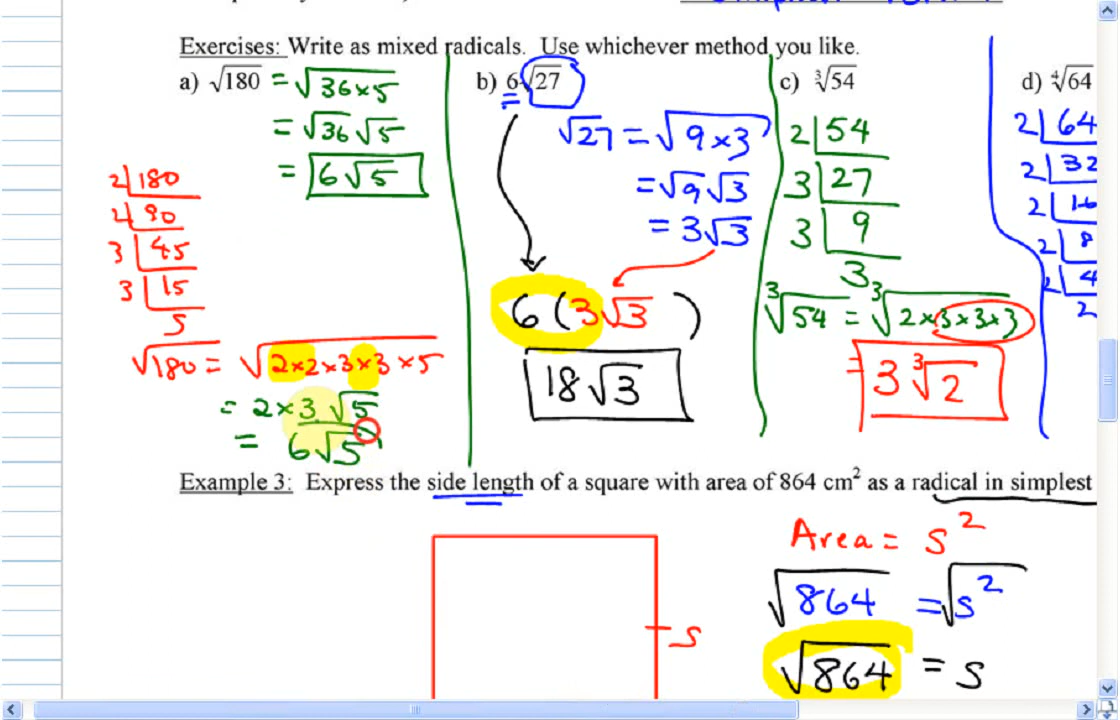 Exercises: Write as mixed radicals. Use whichever method you like.
a) √180 = √36×5
= √36 √5
= 6√5
2 180
2 90
3 45
3 15
5
√180 = √2×2×3×3×5
= 2×3√5
= 6√5
b) 6√27
=
√27 = √9×3
= √9 √3
= 3√3
6(3√3)
18√3
c) ∛54
2 54
3 27
3 9
3
∛54 = ∛2×3×3×3
= 3∛2
d) ∜64
2 64
2 32
2 16
2 8
2 4
2
Example 3: Express the side length of a square with area of 864 cm² as a radical in simplest
s
Area = s²
√864 = √s²
√864 = s